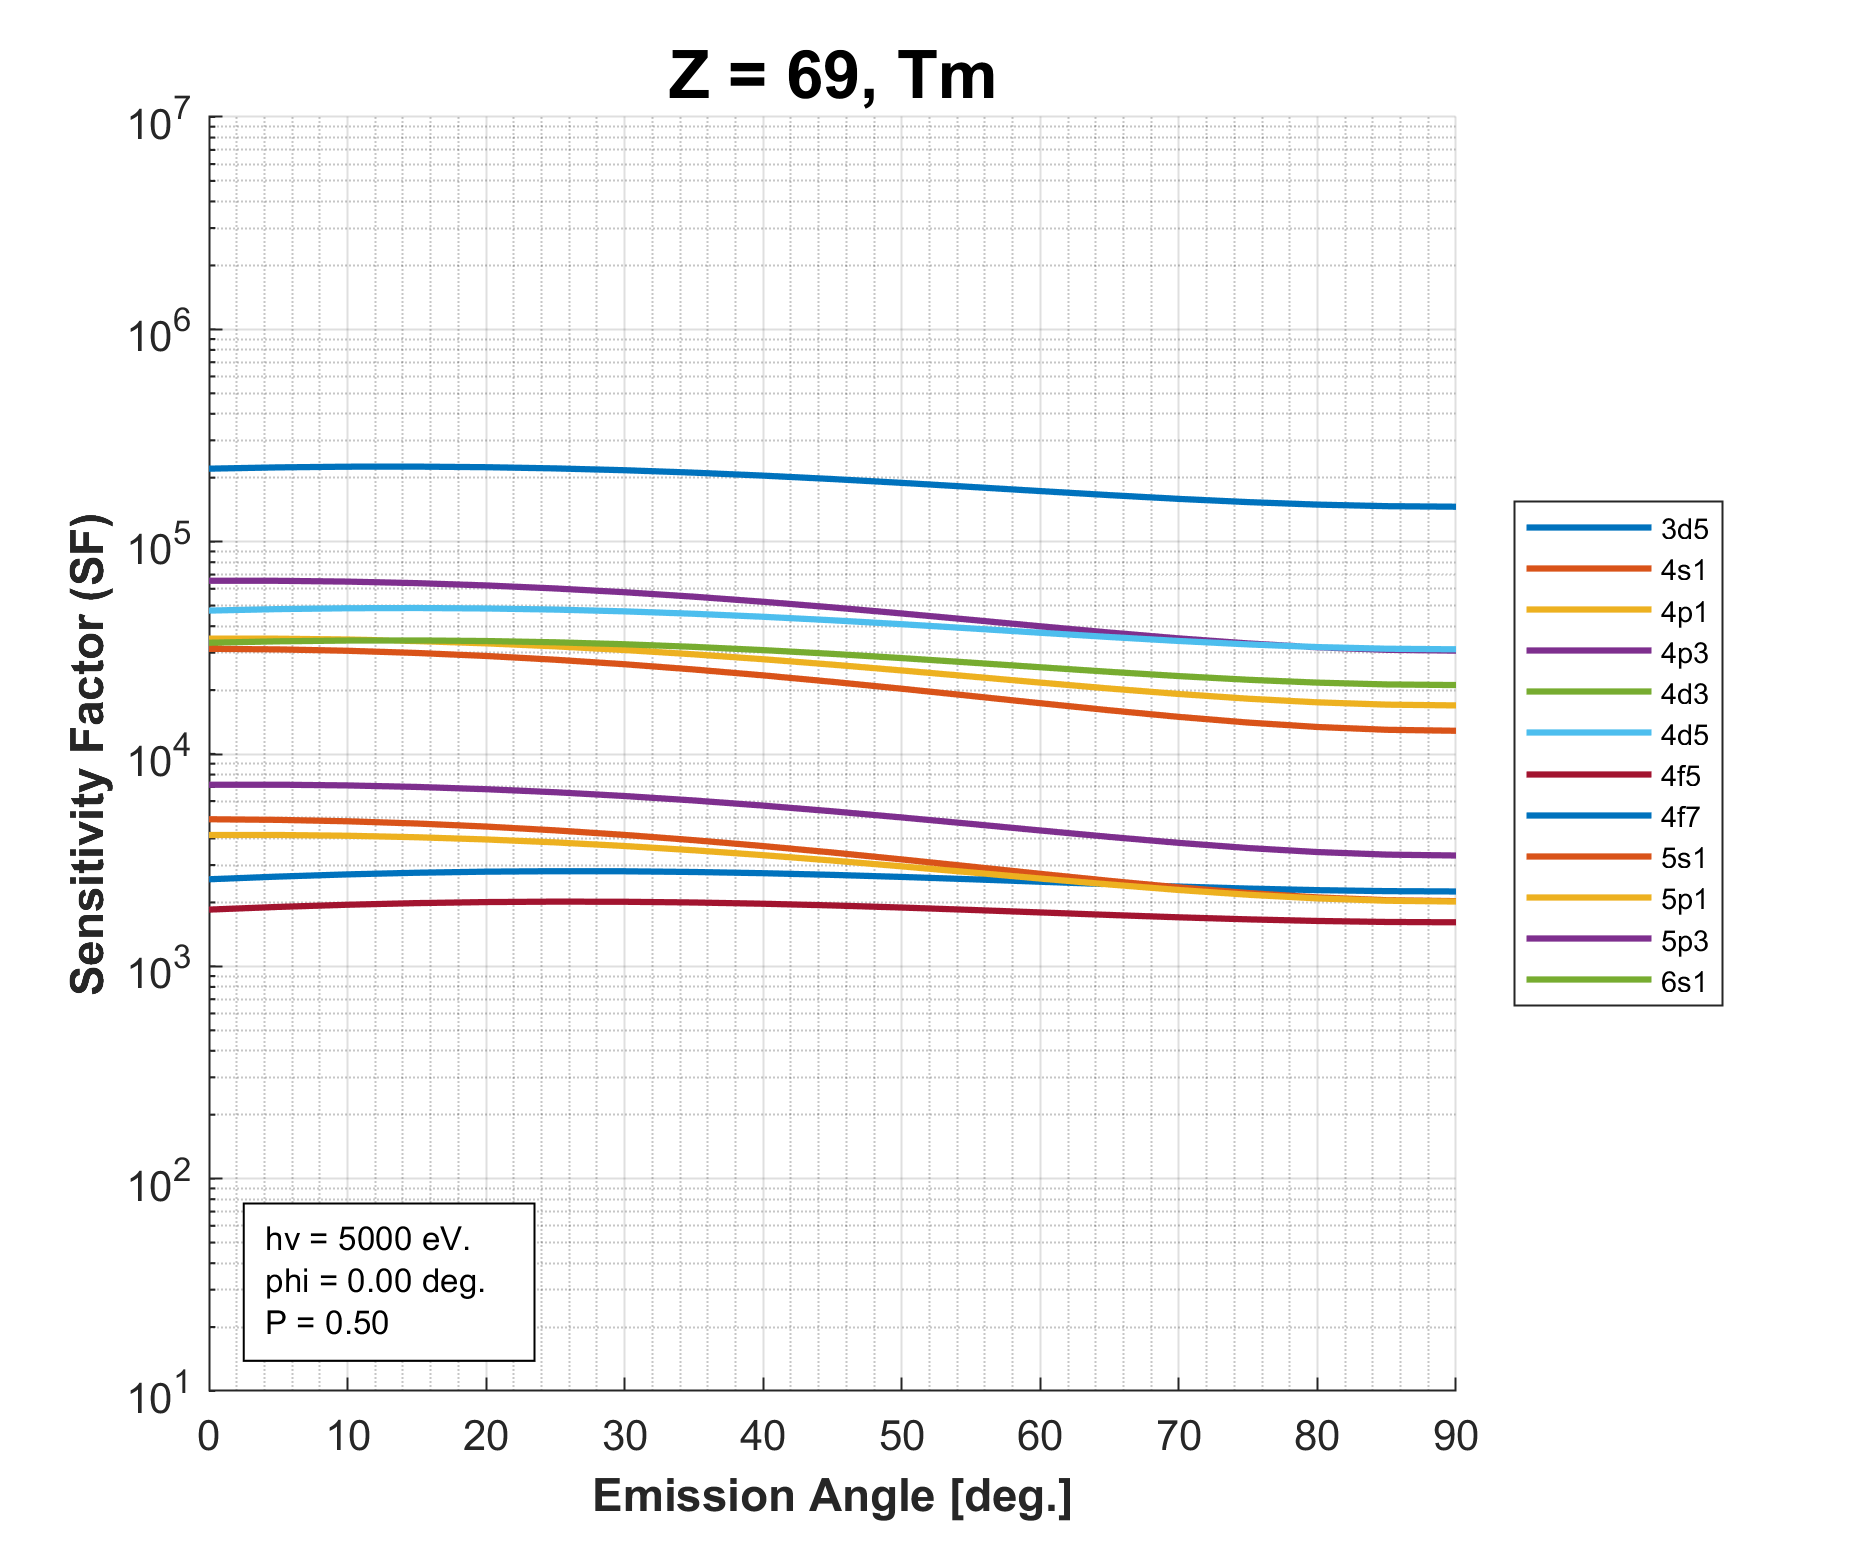 Z = 69, Tm
10^7
10^6
10^5
10^4
10^3
10^2
10^1
Sensitivity Factor (SF)
0 10 20 30 40 50 60 70 80 90
Emission Angle [deg.]
hv = 5000 eV.
phi = 0.00 deg.
P = 0.50
3d5
4s1
4p1
4p3
4d3
4d5
4f5
4f7
5s1
5p1
5p3
6s1